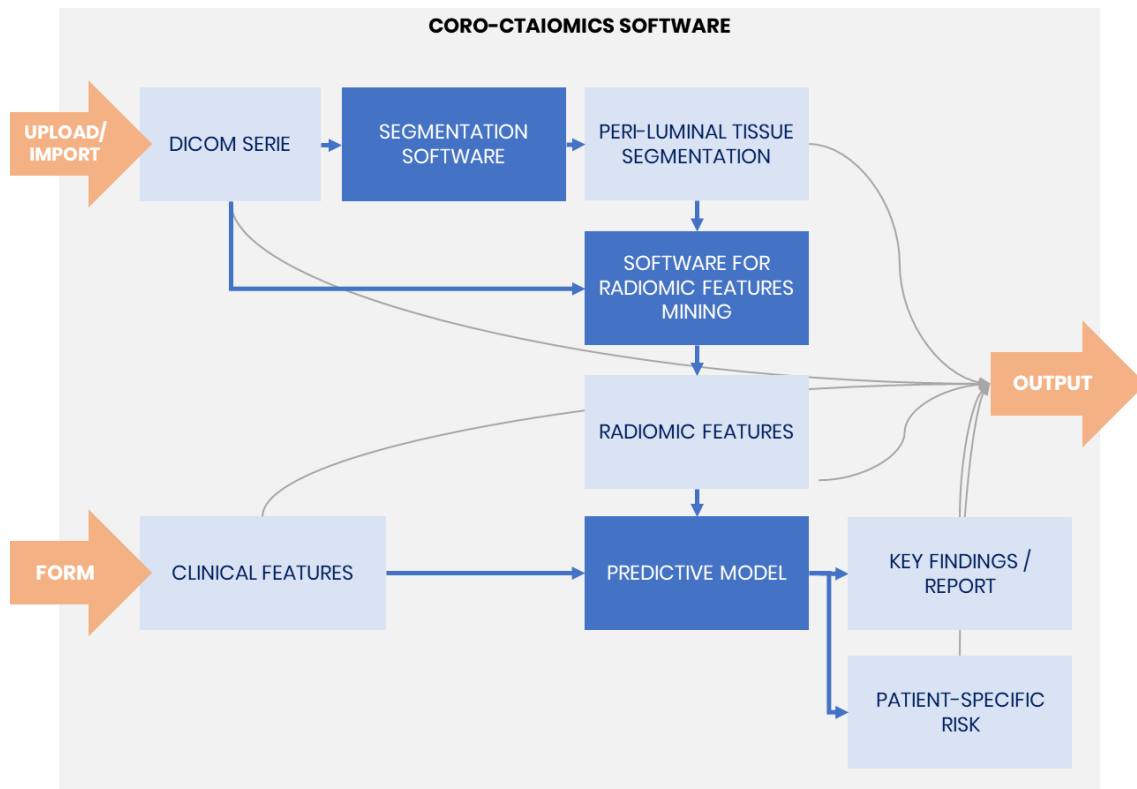 CORO-CTAIOMICS SOFTWARE
UPLOAD/
IMPORT
DICOM SERIE
SEGMENTATION
SOFTWARE
PERI-LUMINAL TISSUE
SEGMENTATION
SOFTWARE FOR
RADIOMIC FEATURES
MINING
OUTPUT
RADIOMIC FEATURES
FORM
CLINICAL FEATURES
PREDICTIVE MODEL
KEY FINDINGS /
REPORT
PATIENT-SPECIFIC
RISK